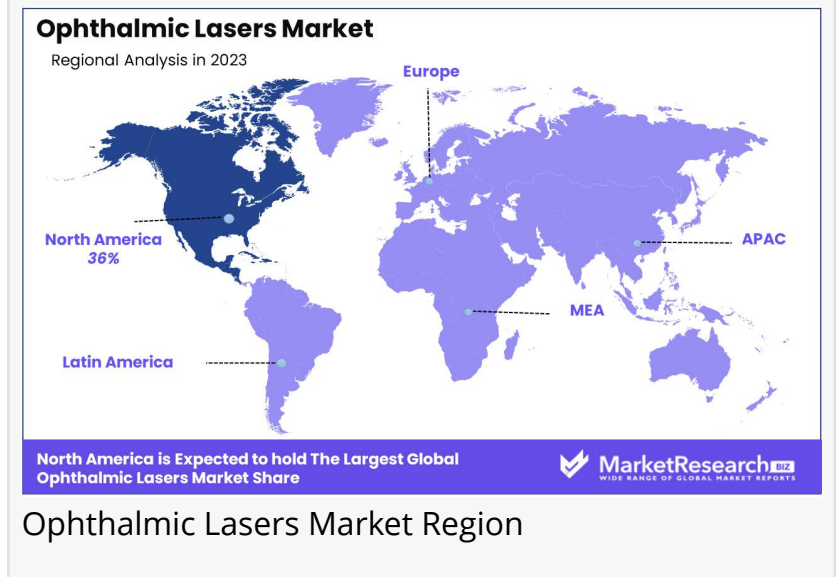 Ophthalmic Lasers Market
Regional Analysis in 2023
Europe
North America
36%
APAC
MEA
Latin America
North America is Expected to hold The Largest Global
Ophthalmic Lasers Market Share
MarketResearch BIZ
WIDE RANGE OF GLOBAL MARKET REPORTS
Ophthalmic Lasers Market Region